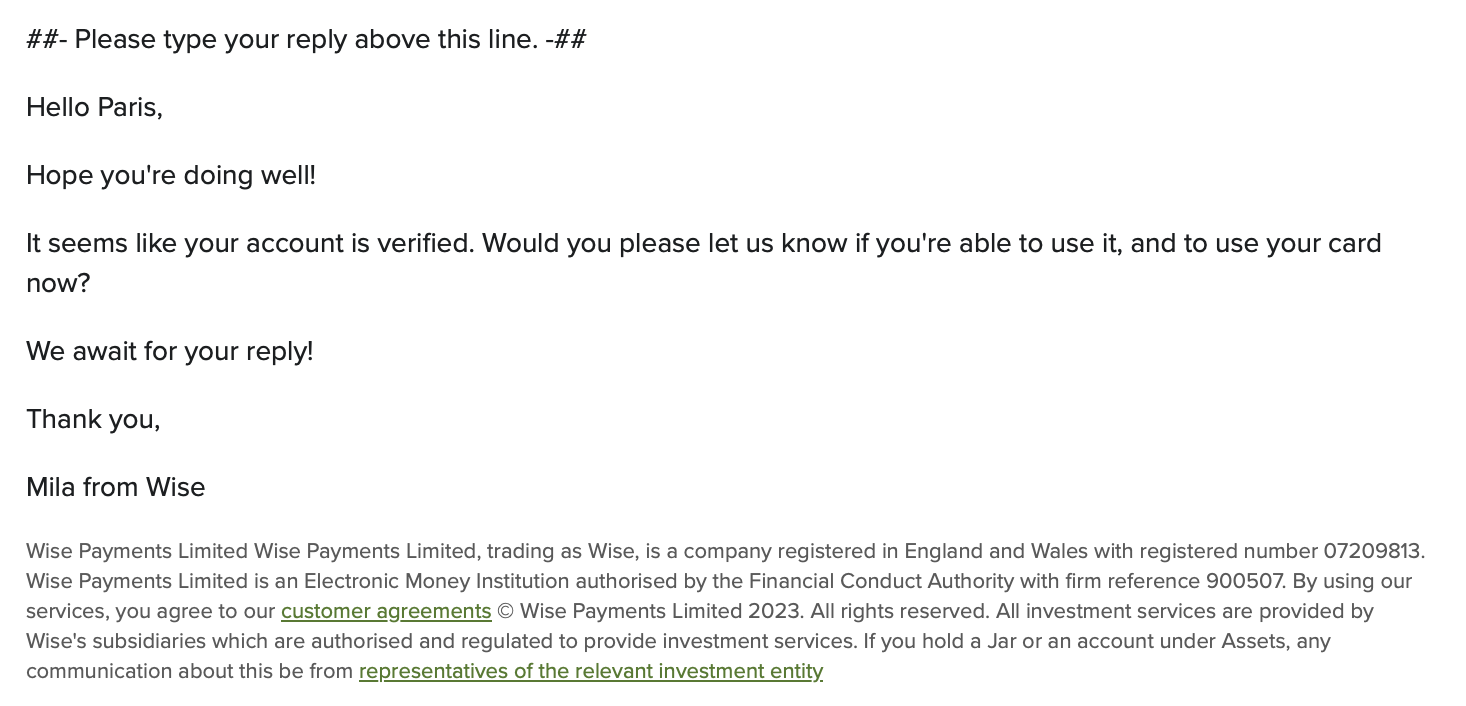 ##- Please type your reply above this line. -##
Hello Paris,
Hope you're doing well!
It seems like your account is verified. Would you please let us know if you're able to use it, and to use your card
now?
We await for your reply!
Thank you,
Mila from Wise
Wise Payments Limited Wise Payments Limited, trading as Wise, is a company registered in England and Wales with registered number 07209813.
Wise Payments Limited is an Electronic Money Institution authorised by the Financial Conduct Authority with firm reference 900507. By using our
services, you agree to our customer agreements © Wise Payments Limited 2023. All rights reserved. All investment services are provided by
Wise's subsidiaries which are authorised and regulated to provide investment services. If you hold a Jar or an account under Assets, any
communication about this be from representatives of the relevant investment entity